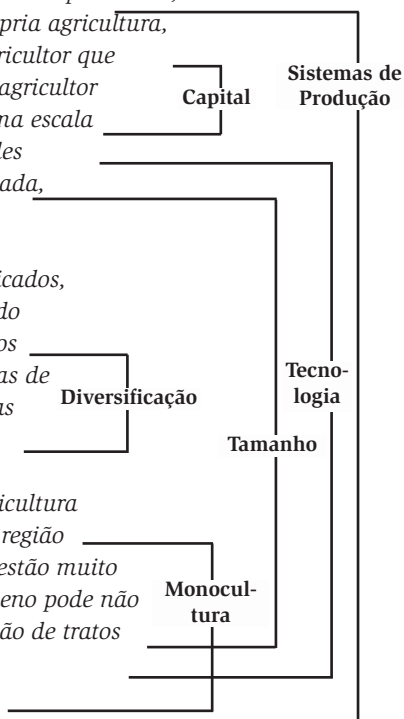 pria agricultura,
ricultor que
agricultor
na escala
les
ada,
icados,
do
os
as de
as
icultura
região
estão muito
eno pode não
ão de tratos
Capital
Sistemas de
Produção
Diversificação
Tecno-
logia
Tamanho
Monocul-
tura